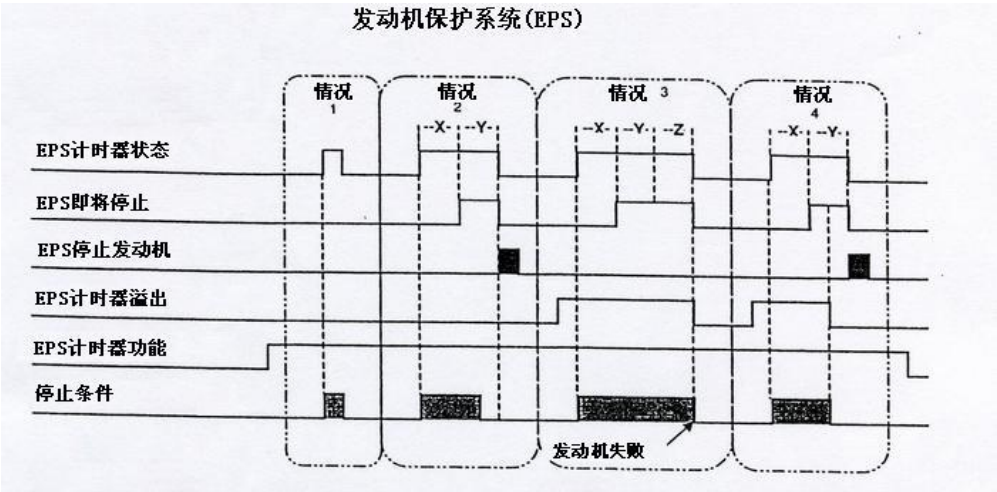 发动机保护系统(EPS)
情况
1
情况
2
情况 3
情况
4
--X-
--Y-
--X-
--Y-
--Z
--X-
--Y-
EPS计时器状态
EPS即将停止
EPS停止发动机
EPS计时器溢出
EPS计时器功能
停止条件
发动机失败